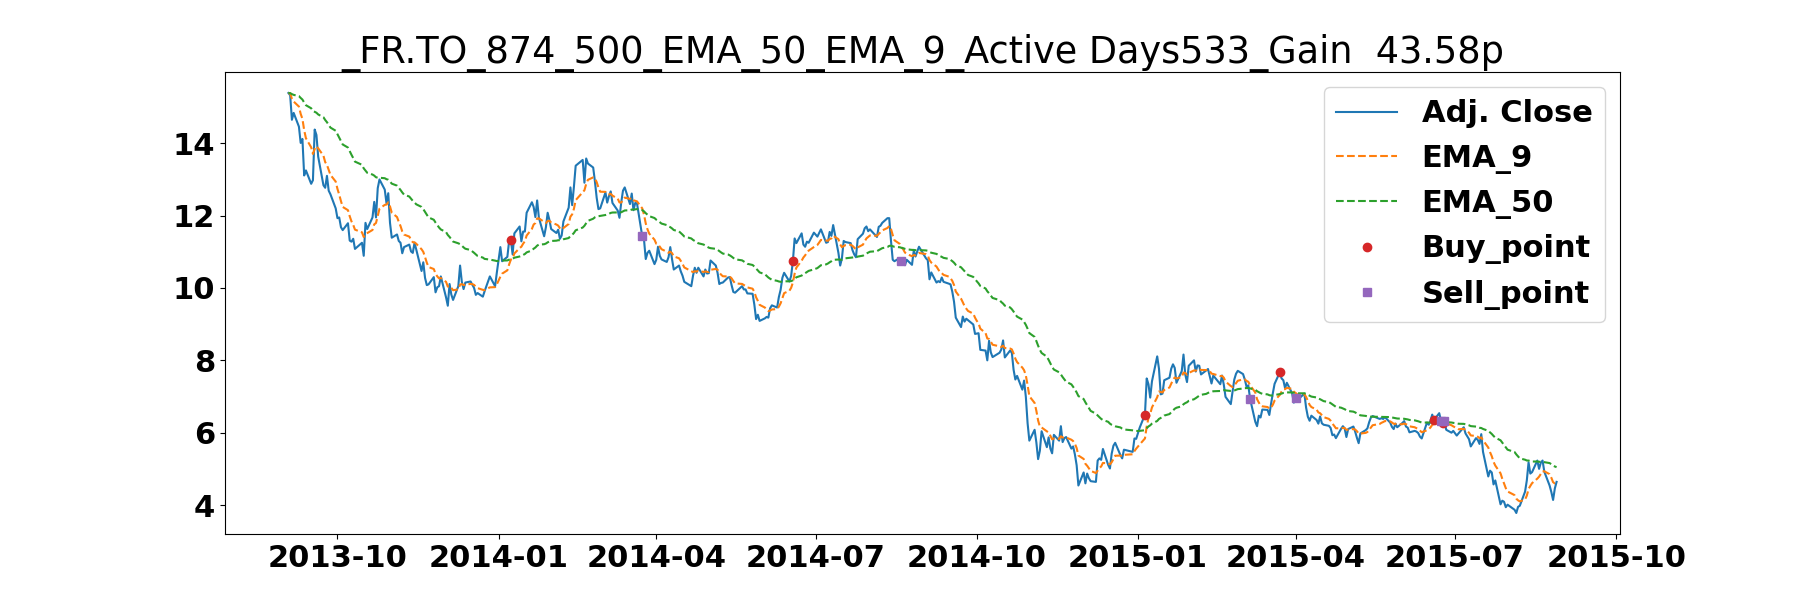 _FR.TO_874_500_EMA_50_EMA_9_Active Days533_Gain  43.58p
Adj. Close
EMA_9
EMA_50
Buy_point
Sell_point
14
12
10
8
6
4
2013-10 2014-01 2014-04 2014-07 2014-10 2015-01 2015-04 2015-07 2015-10